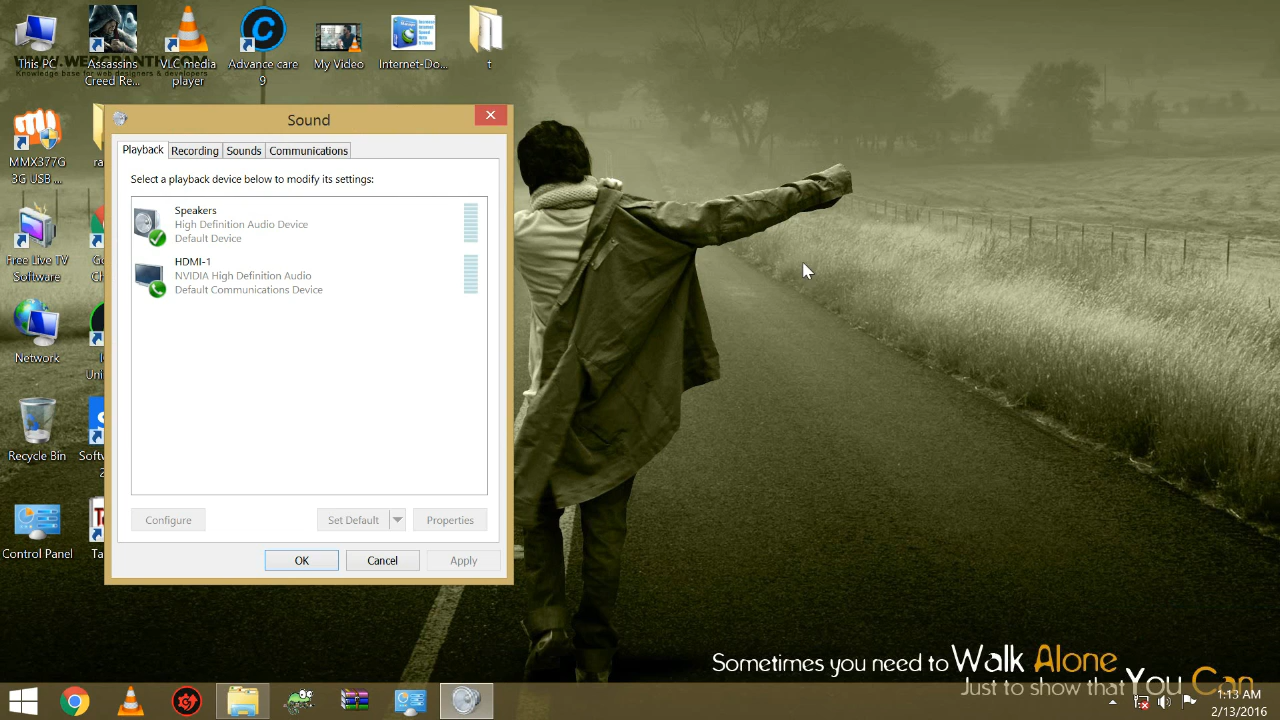 This PC
Assassins
Creed Re...
VLC media
player
Advance care
9
My Video
Internet-Do...
t
WWW.WEBGRANTH.COM
Knowledge base for web designers & developers
MMX377G
3G USB ...
ra
Free Live TV
Software
Network
Recycle Bin
Control Panel
Sound
Playback
Recording
Sounds
Communications
Select a playback device below to modify its settings:
Speakers
High Definition Audio Device
Default Device
HDMI-1
NVIDIA High Definition Audio
Default Communications Device
Configure
Set Default
Properties
OK
Cancel
Apply
Sometimes you need to Walk Alone
Just to show that You Can
1:13 AM
2/13/2016